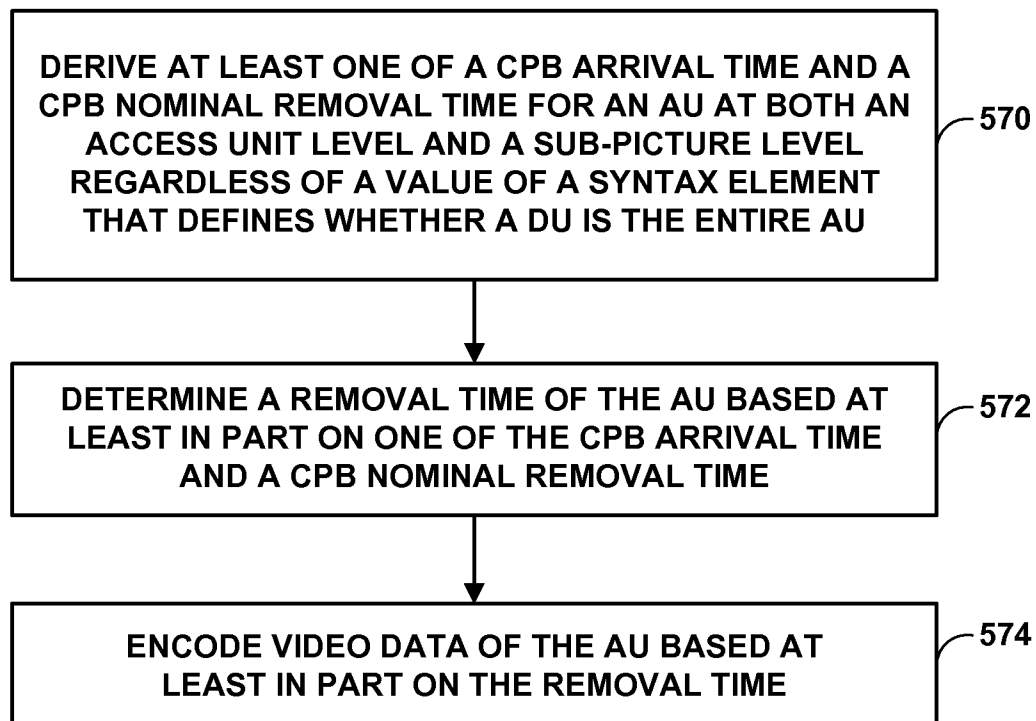 DERIVE AT LEAST ONE OF A CPB ARRIVAL TIME AND A
CPB NOMINAL REMOVAL TIME FOR AN AU AT BOTH AN
ACCESS UNIT LEVEL AND A SUB-PICTURE LEVEL
REGARDLESS OF A VALUE OF A SYNTAX ELEMENT
THAT DEFINES WHETHER A DU IS THE ENTIRE AU
570
DETERMINE A REMOVAL TIME OF THE AU BASED AT
LEAST IN PART ON ONE OF THE CPB ARRIVAL TIME
AND A CPB NOMINAL REMOVAL TIME
572
ENCODE VIDEO DATA OF THE AU BASED AT
LEAST IN PART ON THE REMOVAL TIME
574